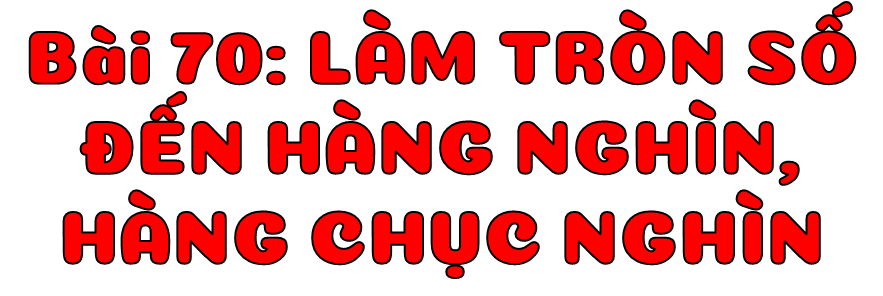 Bài 70: LÀM TRÒN SỐ
ĐẾN HÀNG NGHÌN,
HÀNG CHỤC NGHÌN